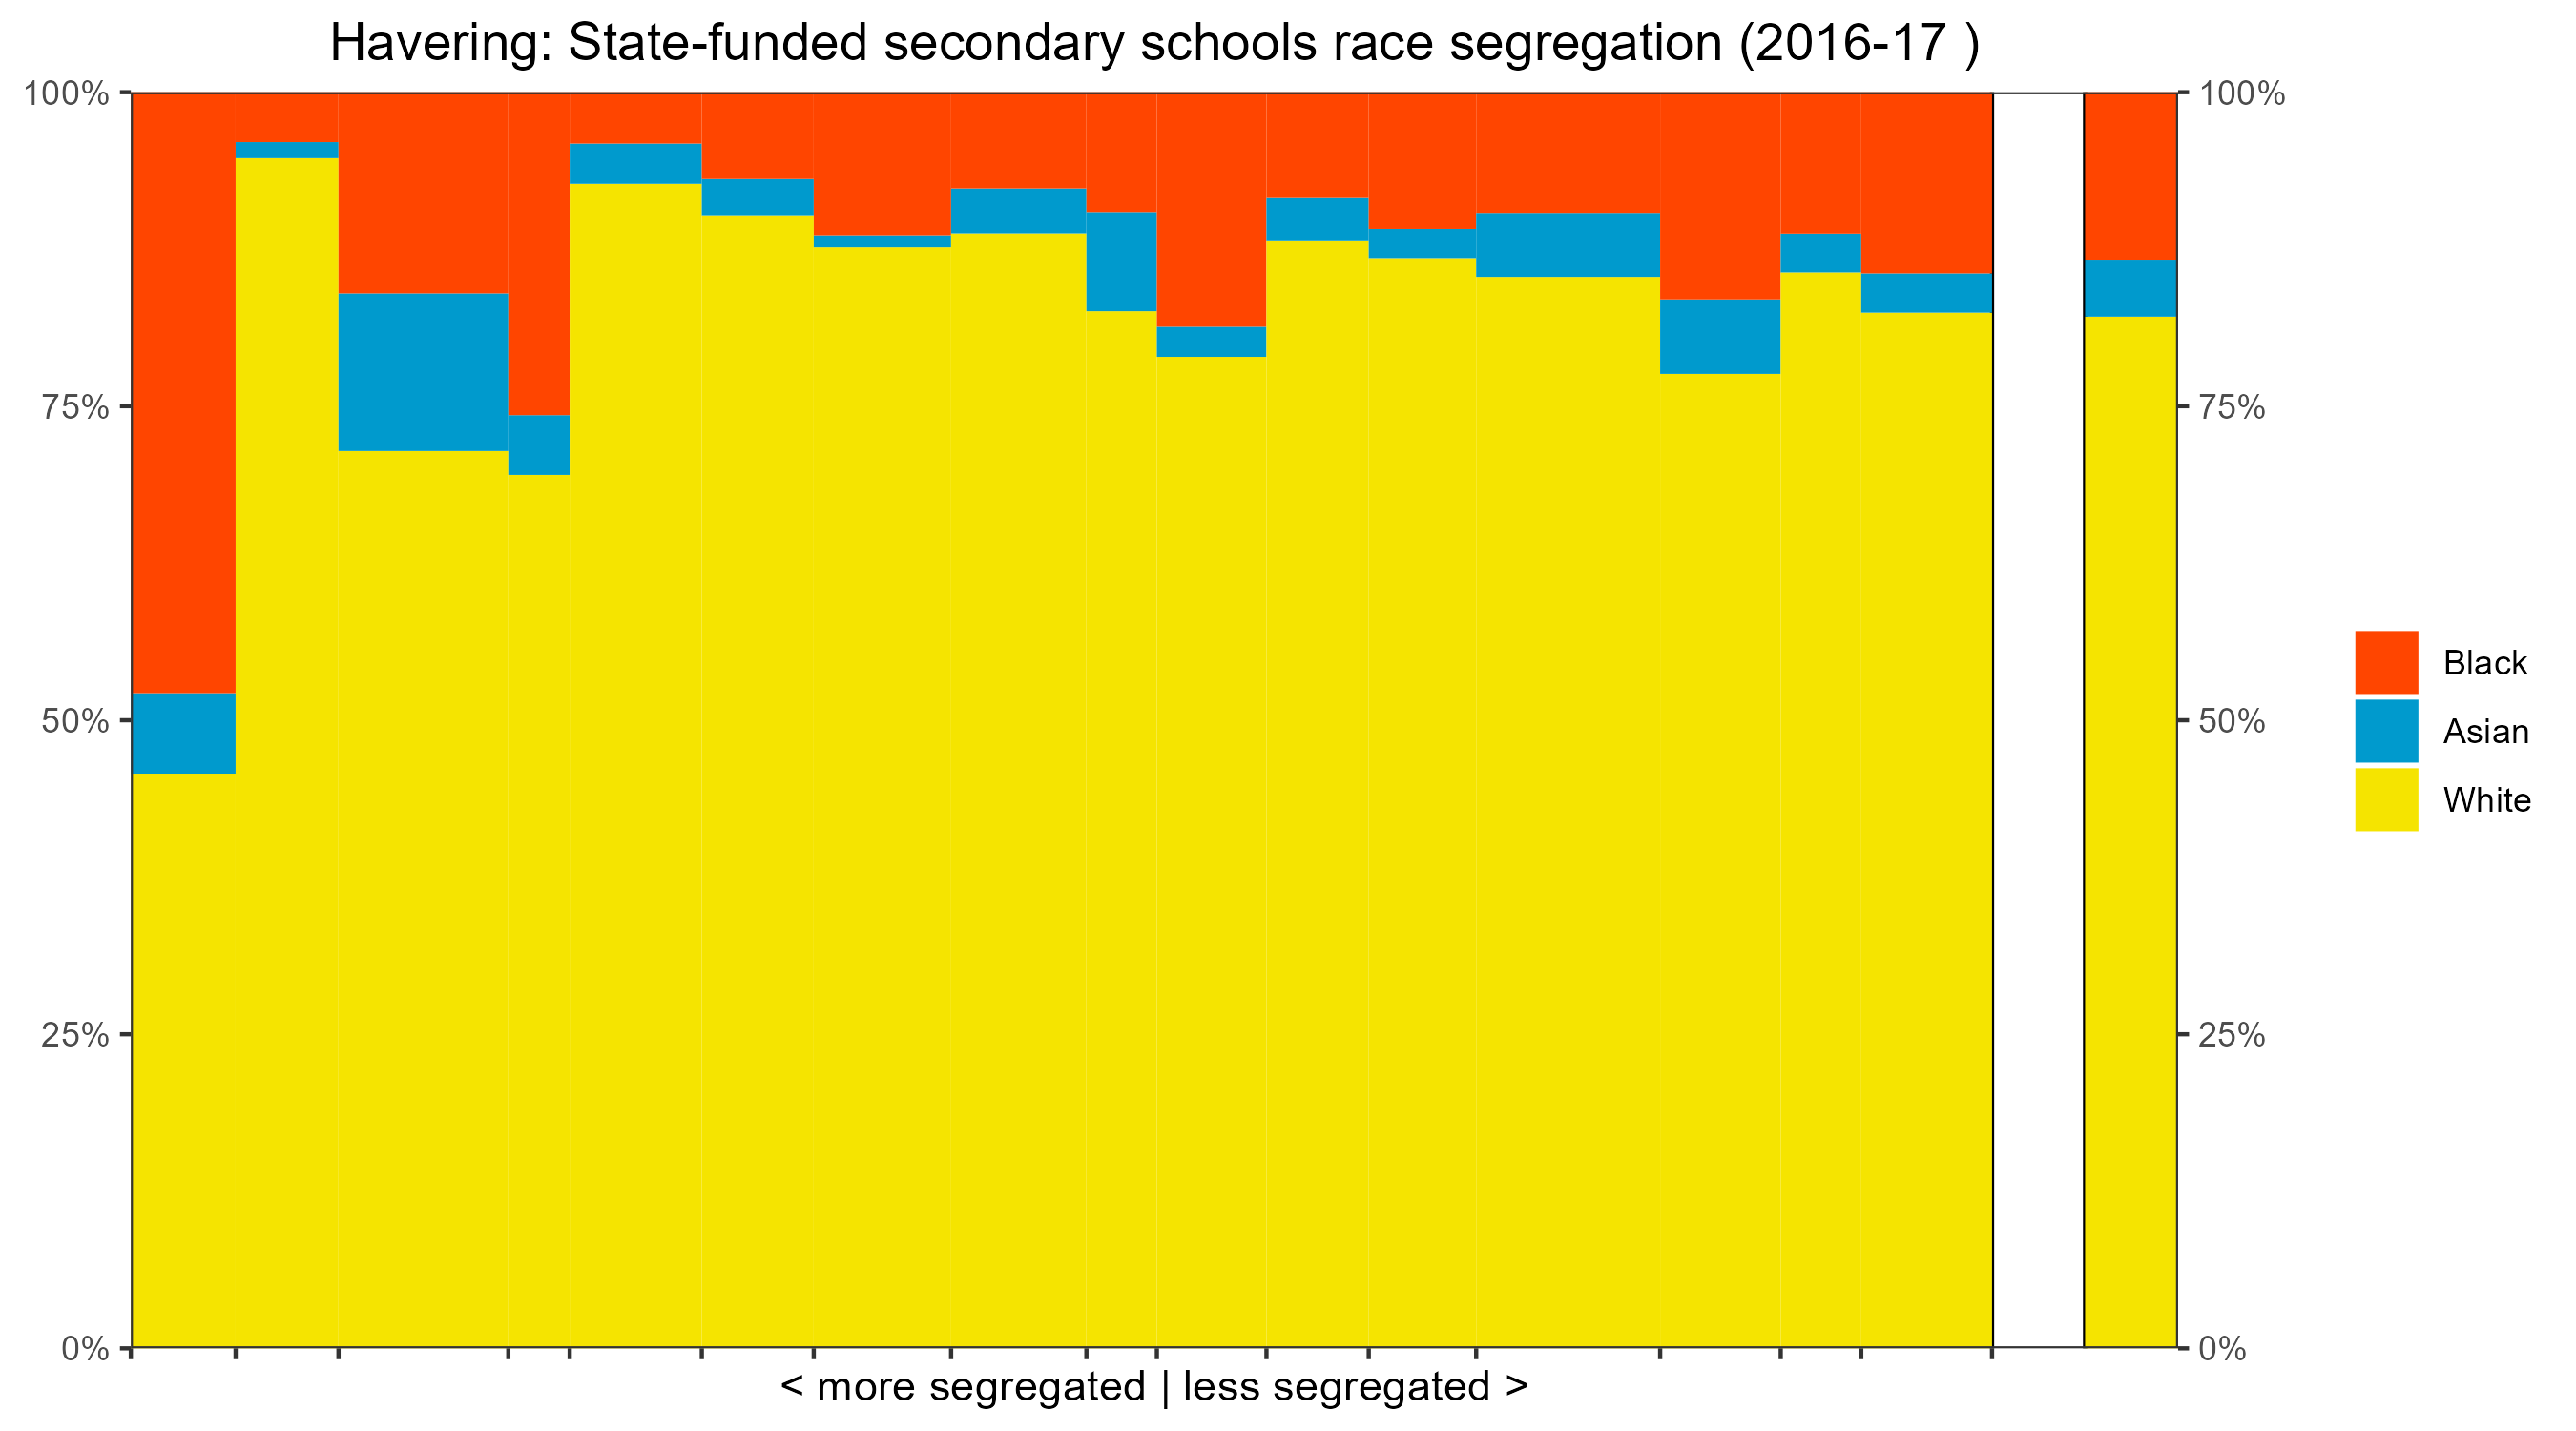 Havering: State-funded secondary schools race segregation (2016-17 )
100%
75%
50%
25%
0%
100%
75%
50%
25%
0%
< more segregated | less segregated >
Black
Asian
White